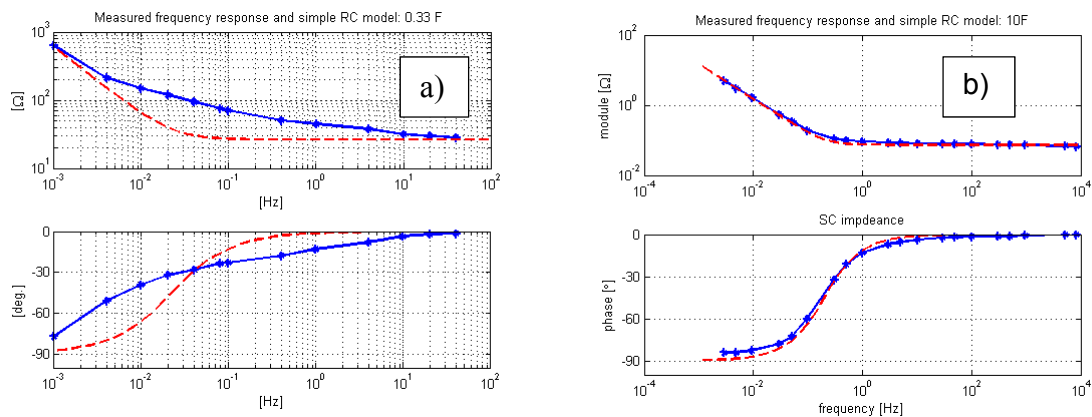 Measured frequency response and simple RC model: 0.33 F
10^3
10^2
10^1
[Ω]
a)
10^-3 10^-2 10^-1 10^0 10^1 10^2
[Hz]
0
-30
-60
-90
[deg.]
10^-3 10^-2 10^-1 10^0 10^1 10^2
[Hz]
Measured frequency response and simple RC model: 10F
10^2
10^0
10^-2
module [Ω]
b)
10^-4 10^-2 10^0 10^2 10^4
SC impdeance
0
-30
-60
-90
phase [°]
10^-4 10^-2 10^0 10^2 10^4
frequency [Hz]